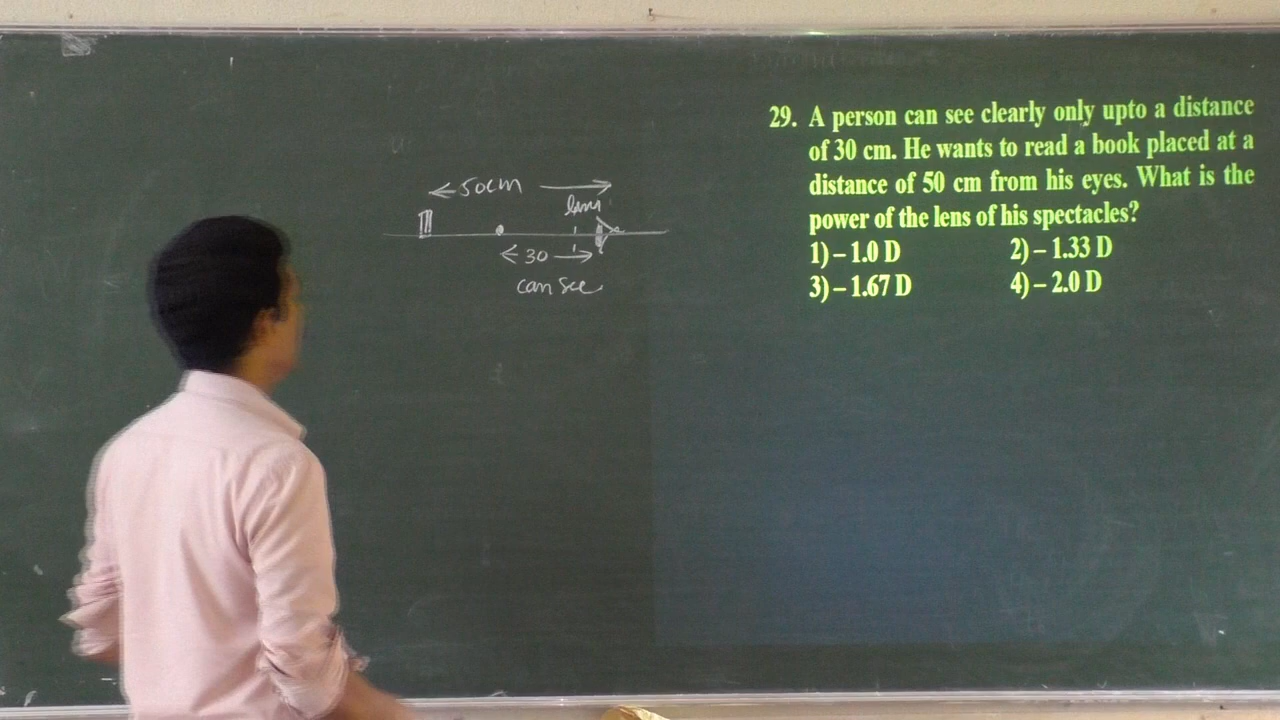 29. A person can see clearly only upto a distance
of 30 cm. He wants to read a book placed at a
distance of 50 cm from his eyes. What is the
power of the lens of his spectacles?
1) – 1.0 D 2) – 1.33 D
3) – 1.67 D 4) – 2.0 D
50cm
lens
30
can see